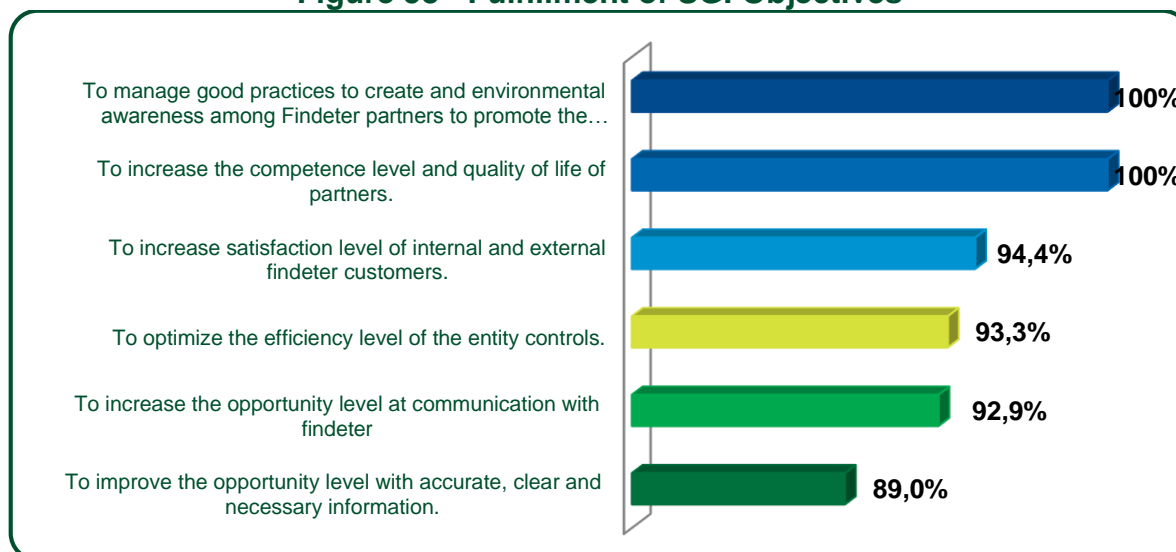 To manage good practices to create and environmental
awareness among Findeter partners to promote the…
100%
To increase the competence level and quality of life of
partners.
100%
To increase satisfaction level of internal and external
findeter customers.
94,4%
To optimize the efficiency level of the entity controls.
93,3%
To increase the opportunity level at communication with
findeter
92,9%
To improve the opportunity level with accurate, clear and
necessary information.
89,0%